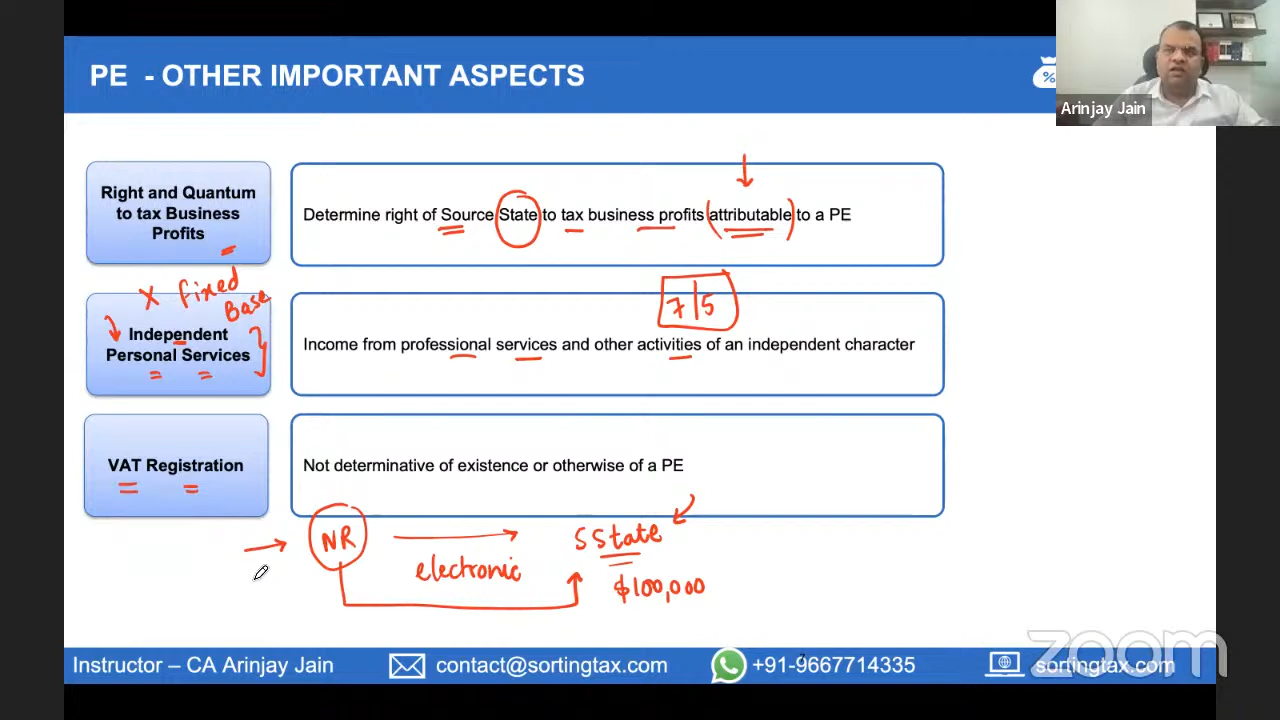 PE - OTHER IMPORTANT ASPECTS
%
Arinjay Jain
Right and Quantum
to tax Business
Profits
Determine right of Source State to tax business profits (attributable) to a PE
X fixed
Base
7/5
Independent
Personal Services
Income from professional services and other activities of an independent character
VAT Registration
Not determinative of existence or otherwise of a PE
NR
S State
electronic
$100,000
zoom
Instructor – CA Arinjay Jain
contact@sortingtax.com
+91-9667714335
sortingtax.com